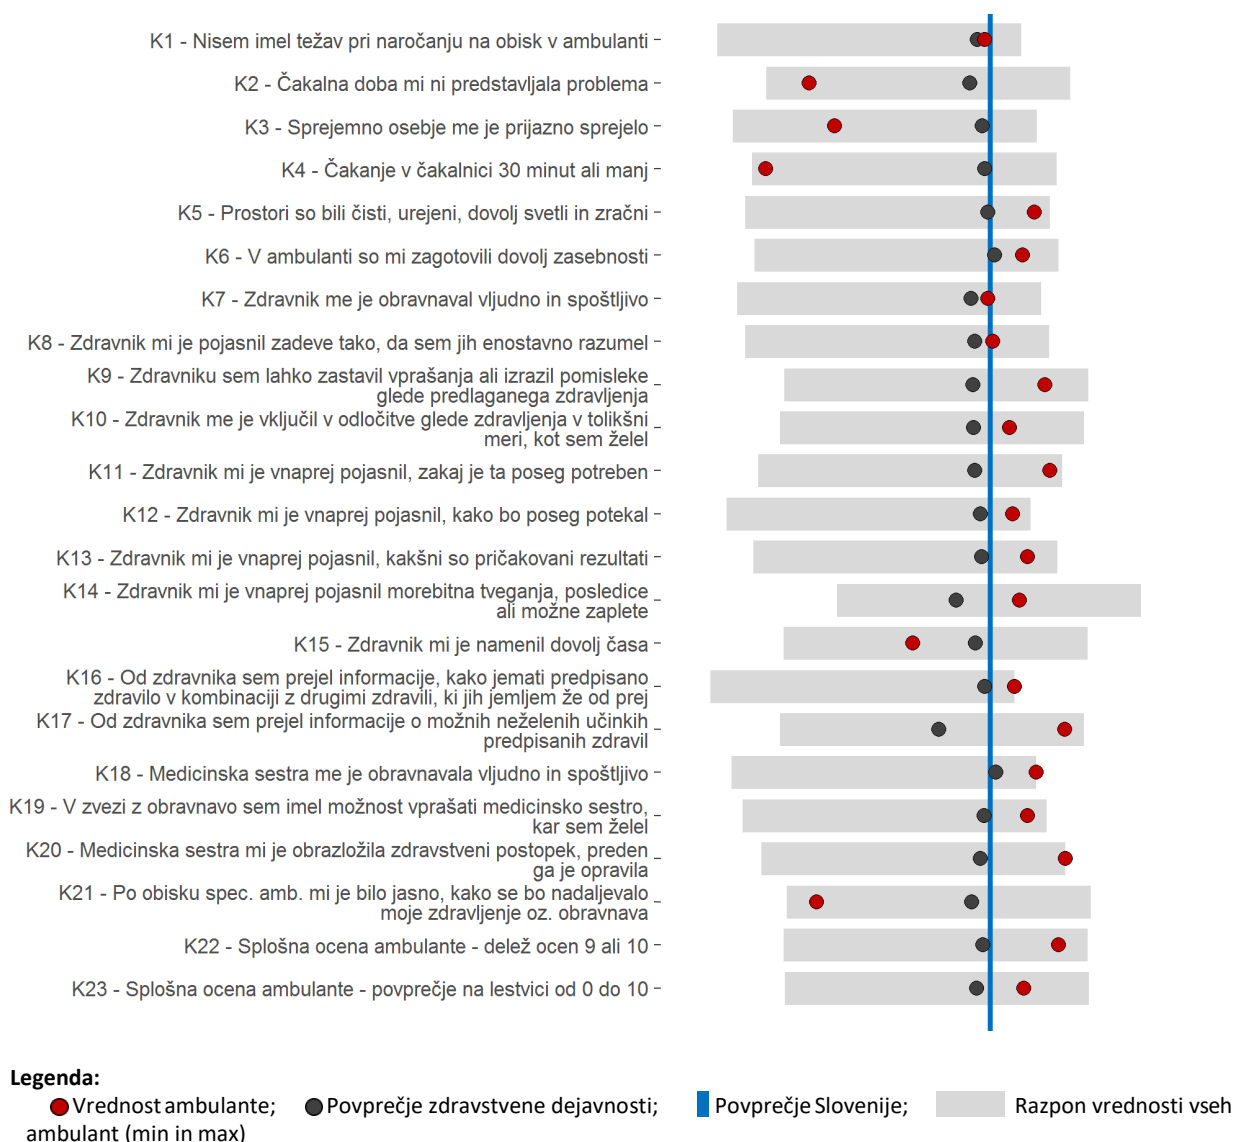 K1 - Nisem imel težav pri naročanju na obisk v ambulanti
K2 - Čakalna doba mi ni predstavljala problema
K3 - Sprejemno osebje me je prijazno sprejelo
K4 - Čakanje v čakalnici 30 minut ali manj
K5 - Prostori so bili čisti, urejeni, dovolj svetli in zračni
K6 - V ambulanti so mi zagotovili dovolj zasebnosti
K7 - Zdravnik me je obravnaval vljudno in spoštljivo
K8 - Zdravnik mi je pojasnil zadeve tako, da sem jih enostavno razumel
K9 - Zdravniku sem lahko zastavil vprašanja ali izrazil pomisleke
glede predlaganega zdravljenja
K10 - Zdravnik me je vključil v odločitve glede zdravljenja v tolikšni
meri, kot sem želel
K11 - Zdravnik mi je vnaprej pojasnil, zakaj je ta poseg potreben
K12 - Zdravnik mi je vnaprej pojasnil, kako bo poseg potekal
K13 - Zdravnik mi je vnaprej pojasnil, kakšni so pričakovani rezultati
K14 - Zdravnik mi je vnaprej pojasnil morebitna tveganja, posledice
ali možne zaplete
K15 - Zdravnik mi je namenil dovolj časa
K16 - Od zdravnika sem prejel informacije, kako jemati predpisano
zdravilo v kombinaciji z drugimi zdravili, ki jih jemljem že od prej
K17 - Od zdravnika sem prejel informacije o možnih neželenih učinkih
predpisanih zdravil
K18 - Medicinska sestra me je obravnavala vljudno in spoštljivo
K19 - V zvezi z obravnavo sem imel možnost vprašati medicinsko sestro,
kar sem želel
K20 - Medicinska sestra mi je obrazložila zdravstveni postopek, preden
ga je opravila
K21 - Po obisku spec. amb. mi je bilo jasno, kako se bo nadaljevalo
moje zdravljenje oz. obravnava
K22 - Splošna ocena ambulante - delež ocen 9 ali 10
K23 - Splošna ocena ambulante - povprečje na lestvici od 0 do 10
Legenda:
Vrednost ambulante; Povprečje zdravstvene dejavnosti; Povprečje Slovenije; Razpon vrednosti vseh
ambulant (min in max)